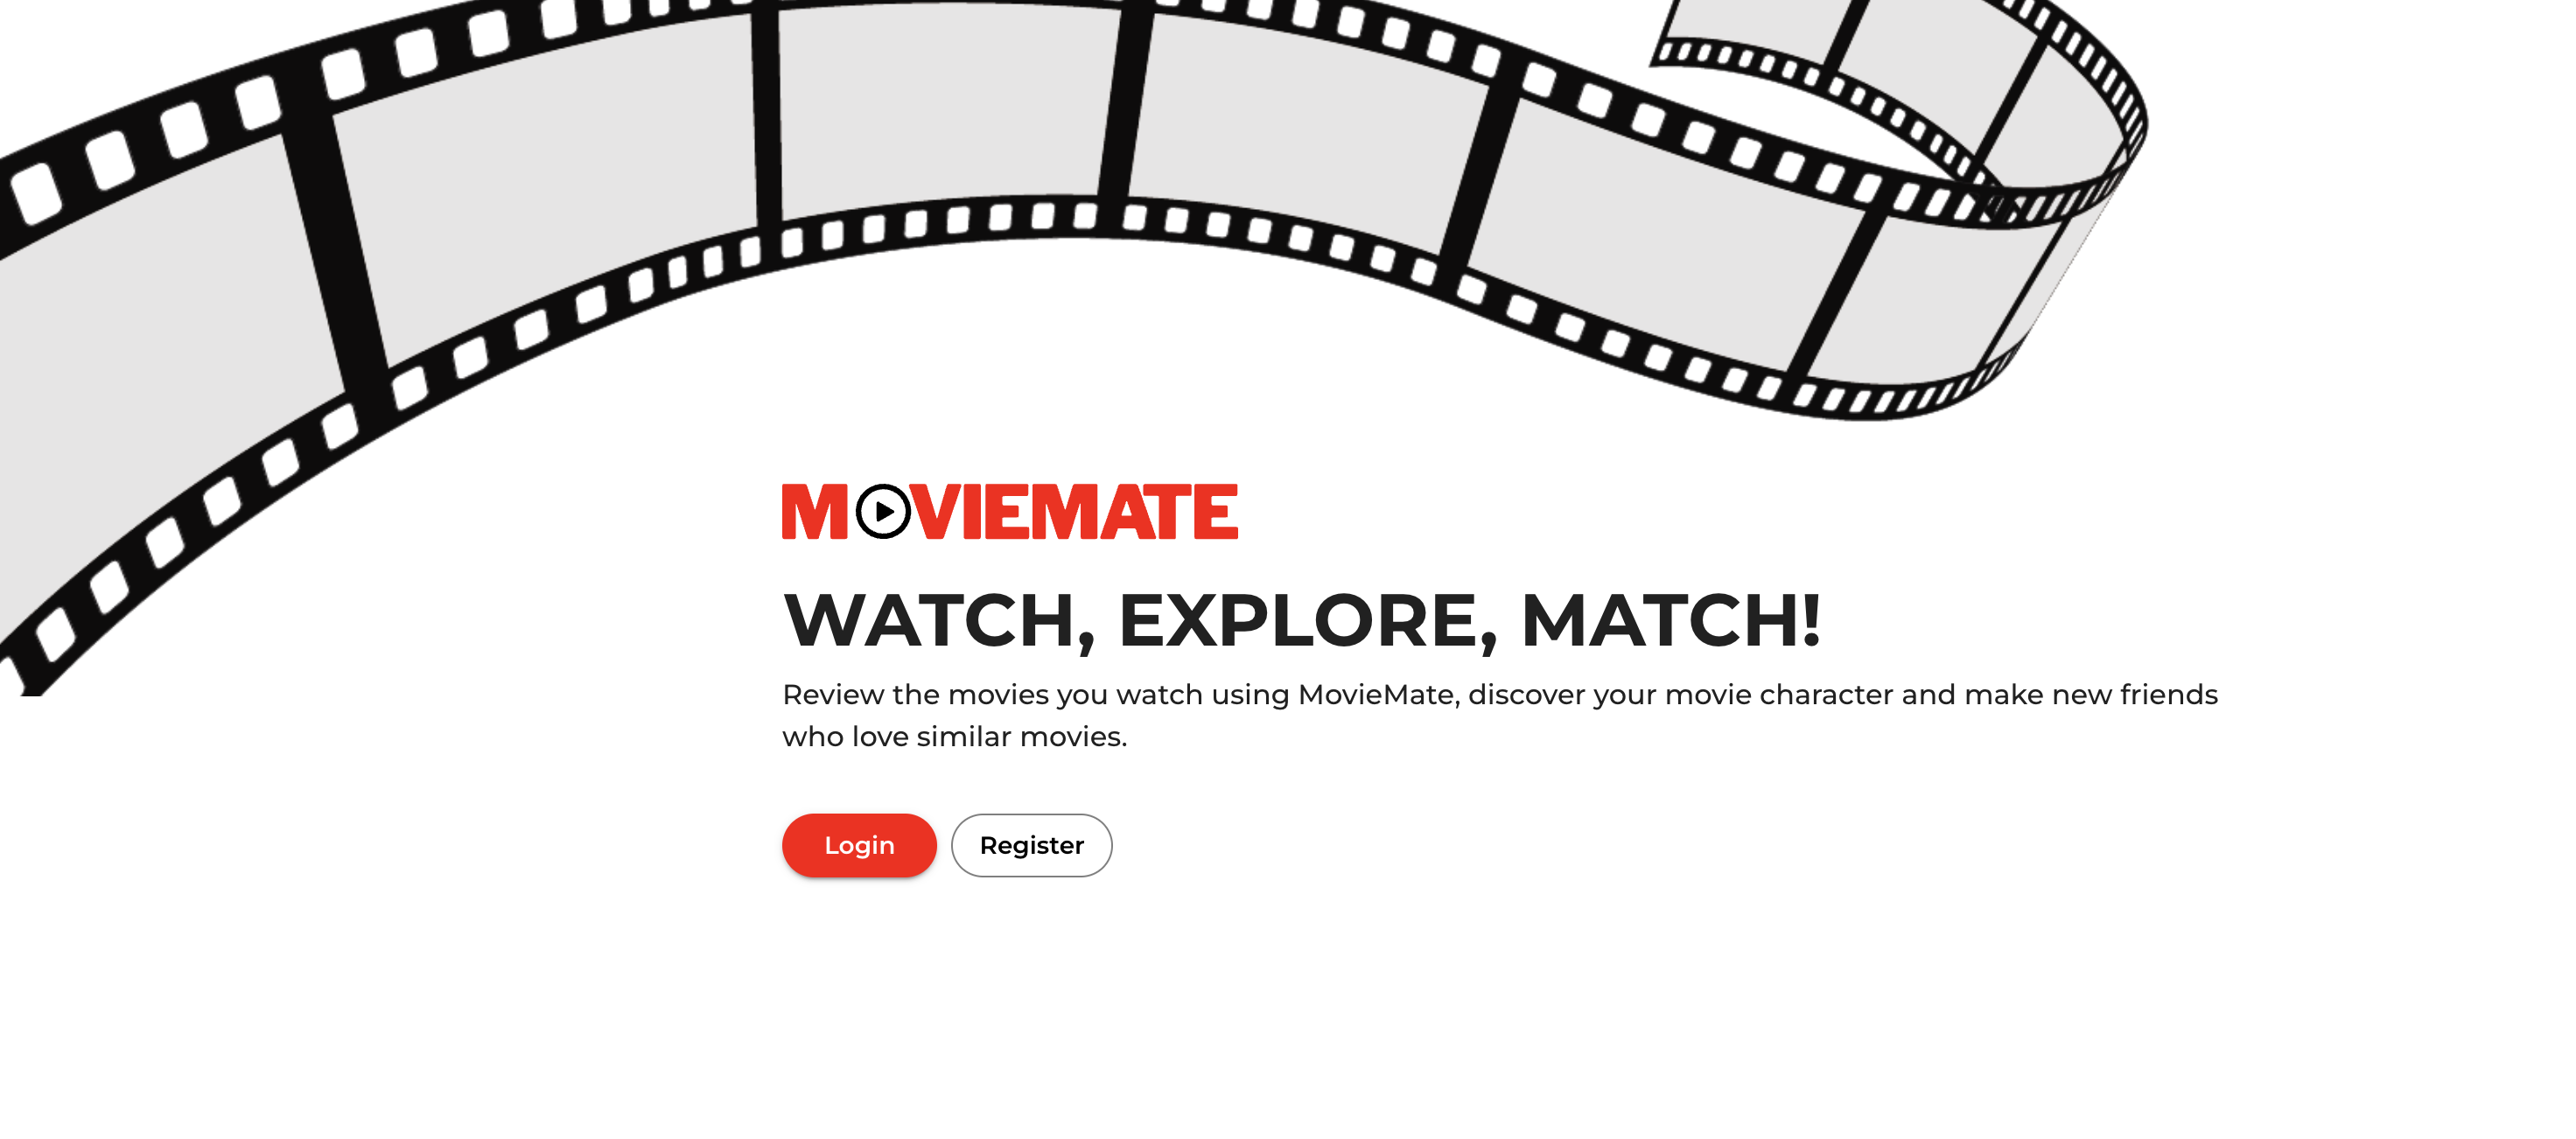 MOVIEMATE
WATCH, EXPLORE, MATCH!
Review the movies you watch using MovieMate, discover your movie character and make new friends
who love similar movies.
Login
Register